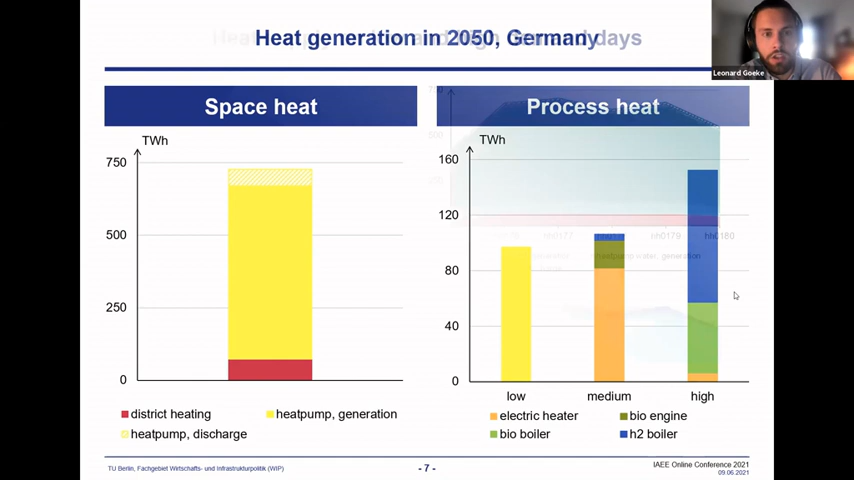 Heat generation in 2050, Germany
Leonard Goeke
Space heat
Process heat
TWh
750
500
250
0
district heating
heatpump, generation
heatpump, discharge
TWh
160
120
80
40
0
low
medium
high
electric heater
bio engine
bio boiler
h2 boiler
TU Berlin, Fachgebiet Wirtschafts- und Infrastrukturpolitik (WIP)
- 7 -
IAEE Online Conference 2021
09.06.2021